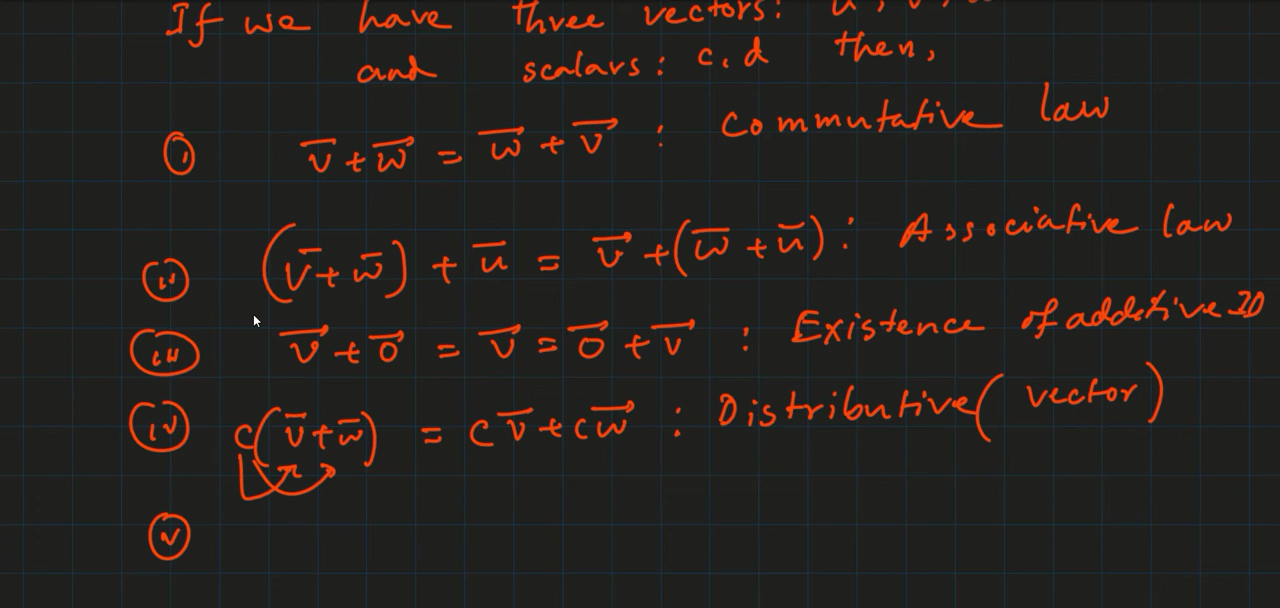 If we have three vectors: u, v,
and scalars: c, d then,
(i) v̅ + w⃗ = w⃗ + v⃗ : Commutative law
(ii) (v̅ + w̅) + u̅ = v⃗ + (w̅ + u̅) : Associative law
(iii) v⃗ + 0⃗ = v⃗ = 0⃗ + v⃗ : Existence of addetive ID
(iv) c(v̅ + w̅) = cv̅ + cw⃗ : Distributive (vector)
(v)